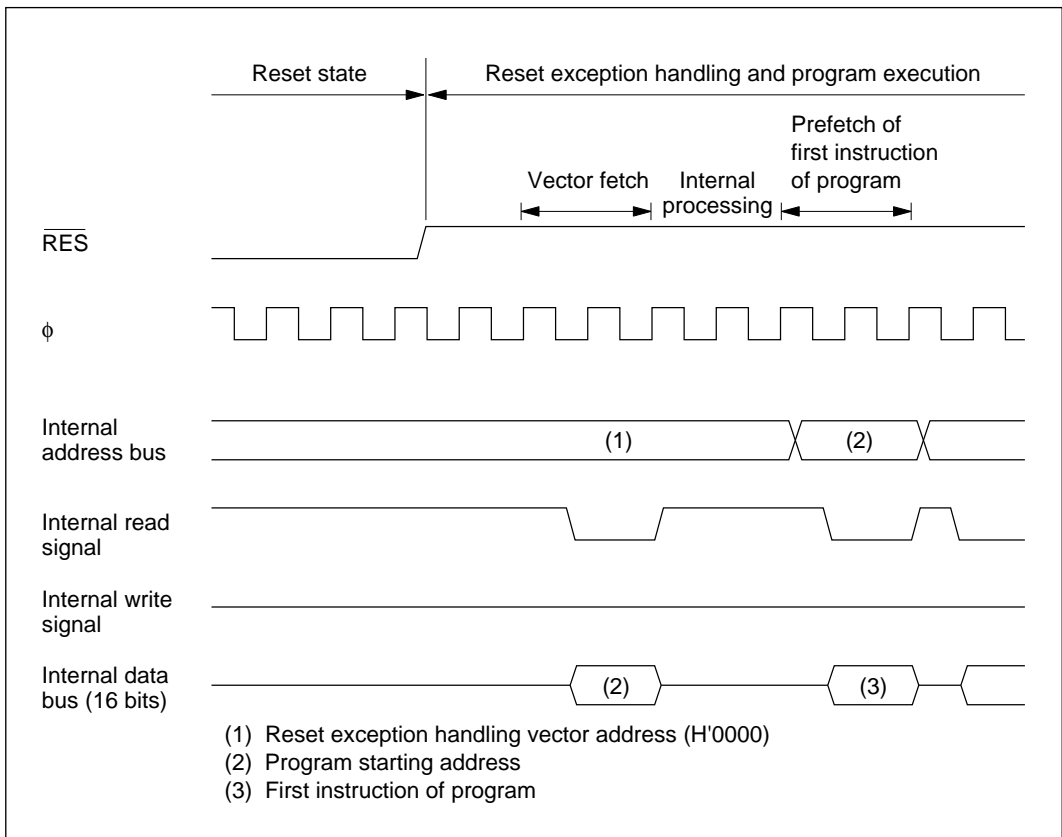 Reset state
Reset exception handling and program execution
Prefetch of
first instruction
of program
Vector fetch
Internal
processing
RES
φ
Internal
address bus
(1)
(2)
Internal read
signal
Internal write
signal
Internal data
bus (16 bits)
(2)
(3)
(1) Reset exception handling vector address (H'0000)
(2) Program starting address
(3) First instruction of program